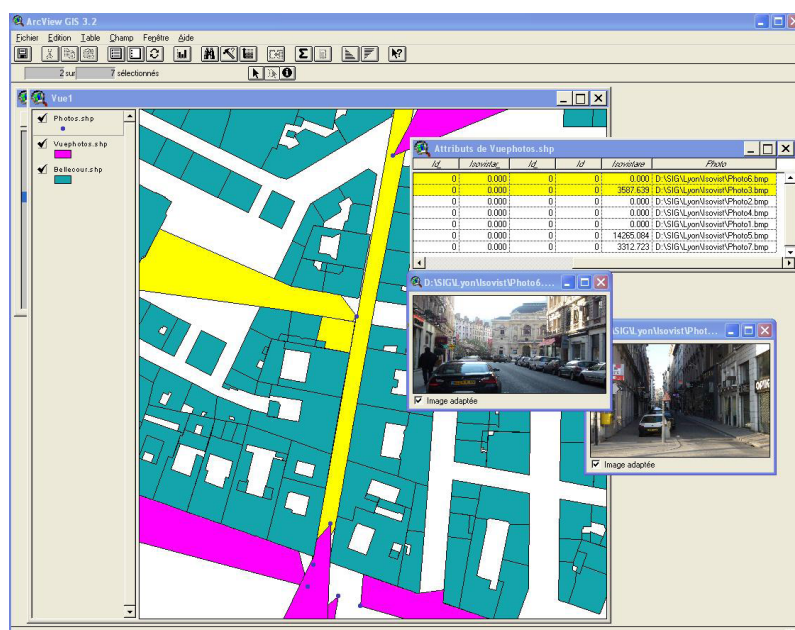 ArcView GIS 3.2
Fichier Edition Table Champ Fenêtre Aide
2 sur 7 sélectionnés
Vue1
Photos.shp
Vuephotos.shp
Bellecour.shp
Attributs de Vuephotos.shp
Id_ Isovistar_ Id_ Id Isovistare Photo
0 0.000 0 0 0.000 D:\SIG\Lyon\Isovist\Photo6.bmp
0 0.000 0 0 3587.639 D:\SIG\Lyon\Isovist\Photo3.bmp
0 0.000 0 0 0.000 D:\SIG\Lyon\Isovist\Photo2.bmp
0 0.000 0 0 0.000 D:\SIG\Lyon\Isovist\Photo4.bmp
0 0.000 0 0 0.000 D:\SIG\Lyon\Isovist\Photo1.bmp
0 0.000 0 0 14265.084 D:\SIG\Lyon\Isovist\Photo5.bmp
0 0.000 0 0 3312.723 D:\SIG\Lyon\Isovist\Photo7.bmp
D:\SIG\Lyon\Isovist\Photo6....
Image adaptée
\SIG\Lyon\Isovist\Phot...
Image adaptée